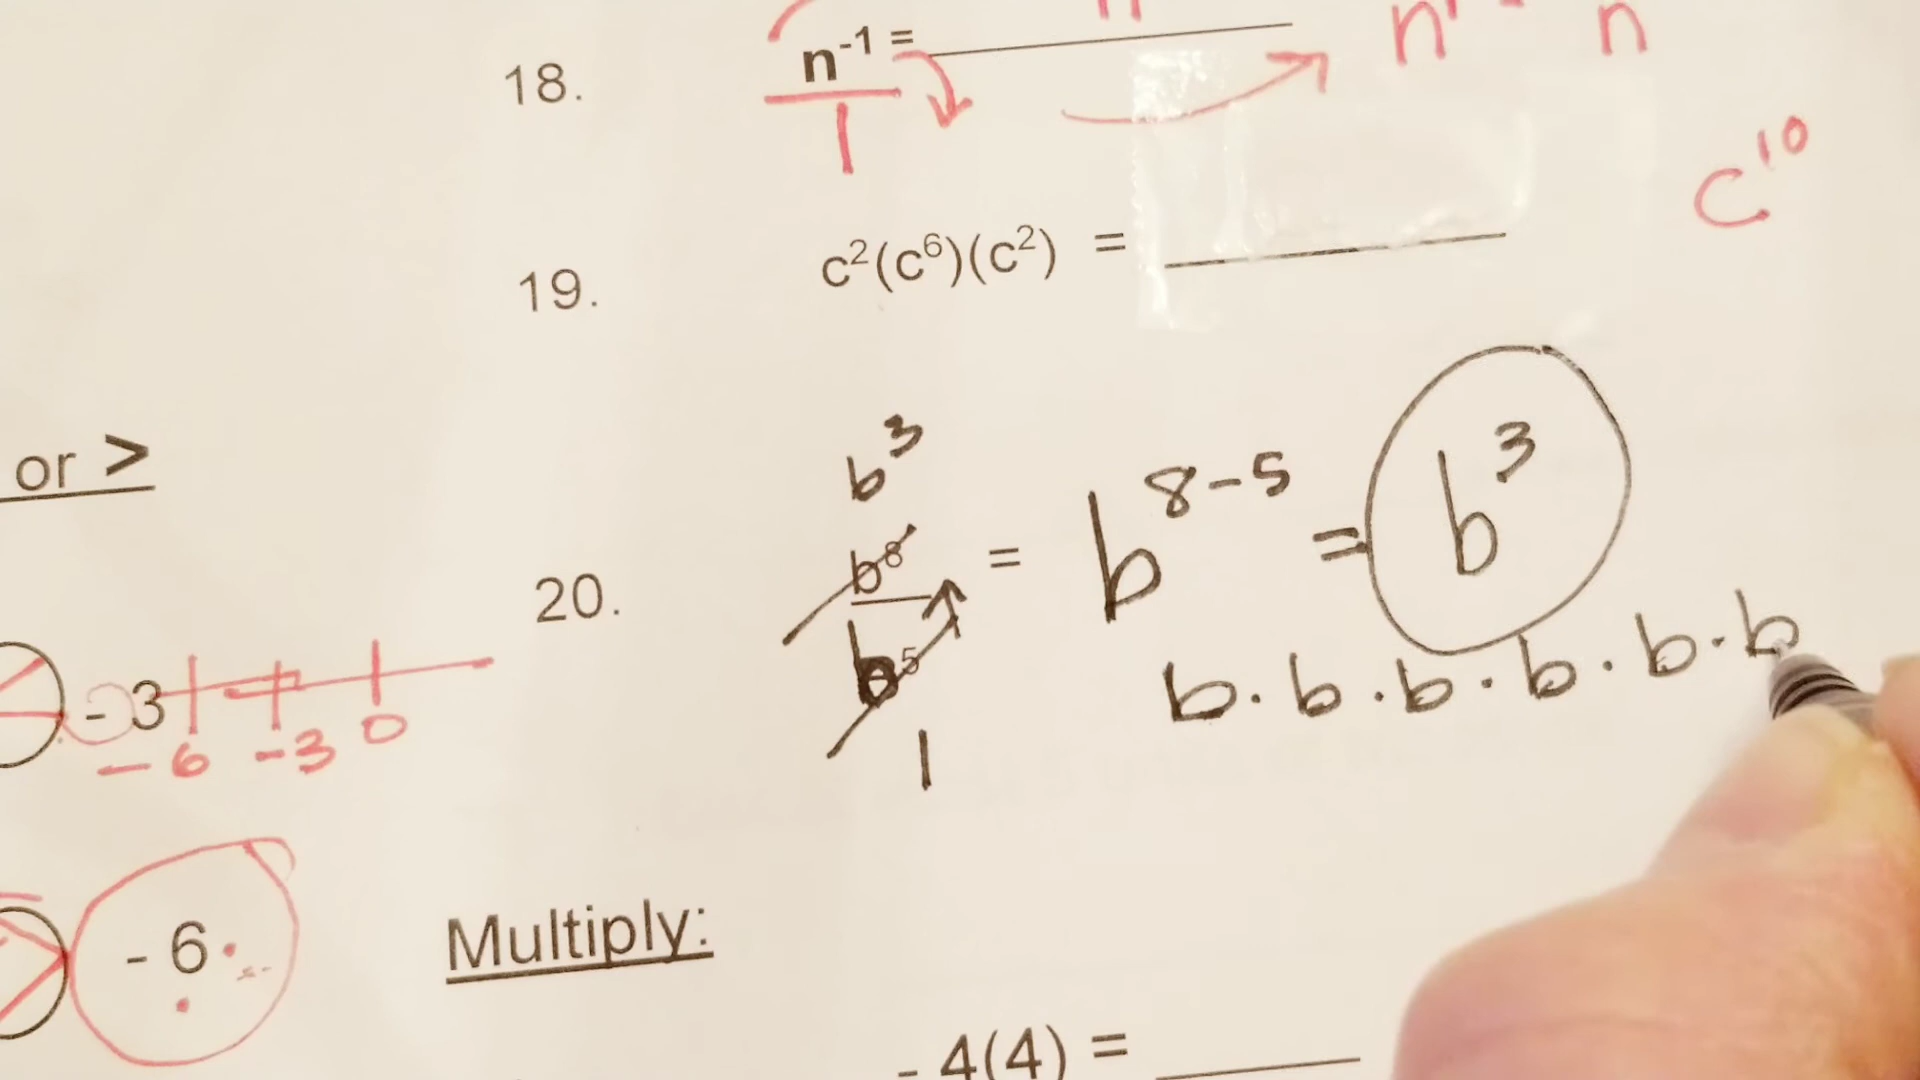 n
18. n⁻¹ = n¹ n
1
c¹⁰
19. c²(c⁶)(c²) =
or >
b³
20. b⁸ = b⁸⁻⁵ = b³
b⁵
b · b · b · b · b · b
1
- 3
- 6 - 3 0
- 6
Multiply:
- 4(4) =